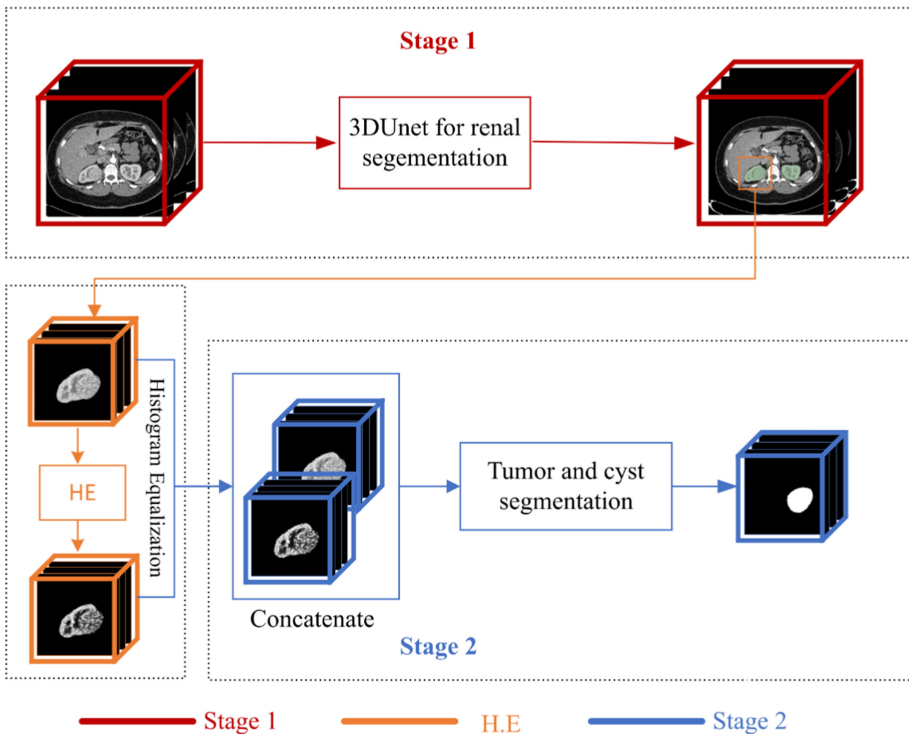 Stage 1
3DUnet for renal
segementation
Histogram Equalization
HE
Tumor and cyst
segmentation
Concatenate
Stage 2
Stage 1
H.E
Stage 2